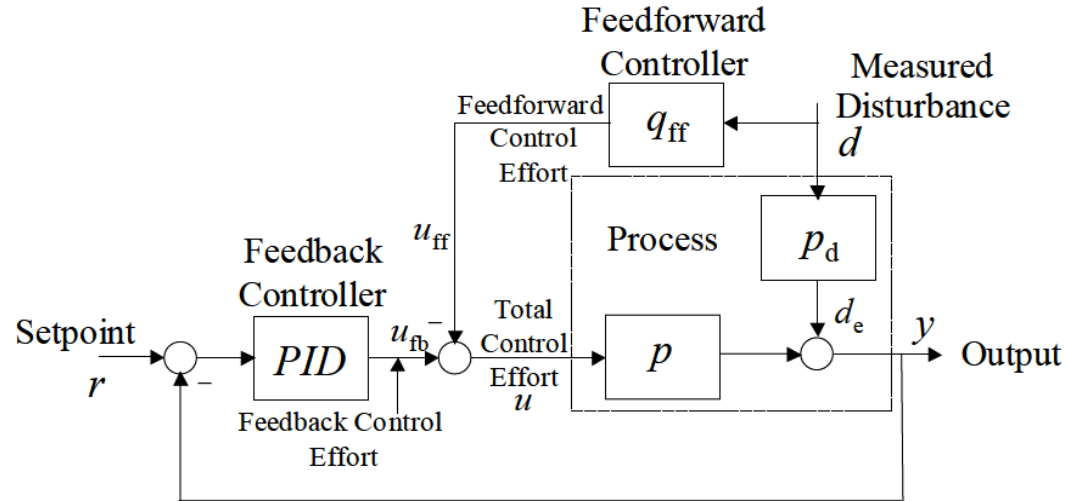 Feedforward
Controller
Measured
Disturbance
d
q_ff
Feedforward
Control
Effort
u_ff
Process
p_d
d_e
Feedback
Controller
Setpoint
r
PID
u_fb
Total
Control
Effort
u
p
y
Output
Feedback Control
Effort
−
−